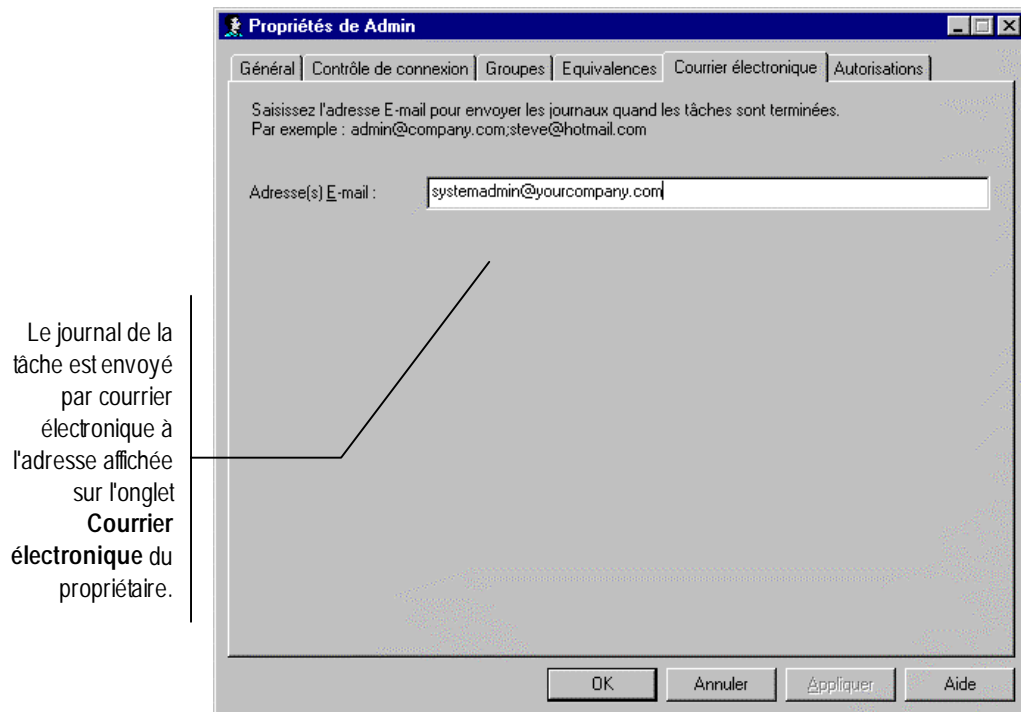 Propriétés de Admin
Général
Contrôle de connexion
Groupes
Equivalences
Courrier électronique
Autorisations
Saisissez l'adresse E-mail pour envoyer les journaux quand les tâches sont terminées.
Par exemple : admin@company.com;steve@hotmail.com
Adresse(s) E-mail :
systemadmin@yourcompany.com
Le journal de la
tâche est envoyé
par courrier
électronique à
l'adresse affichée
sur l'onglet
Courrier
électronique du
propriétaire.
OK
Annuler
Appliquer
Aide